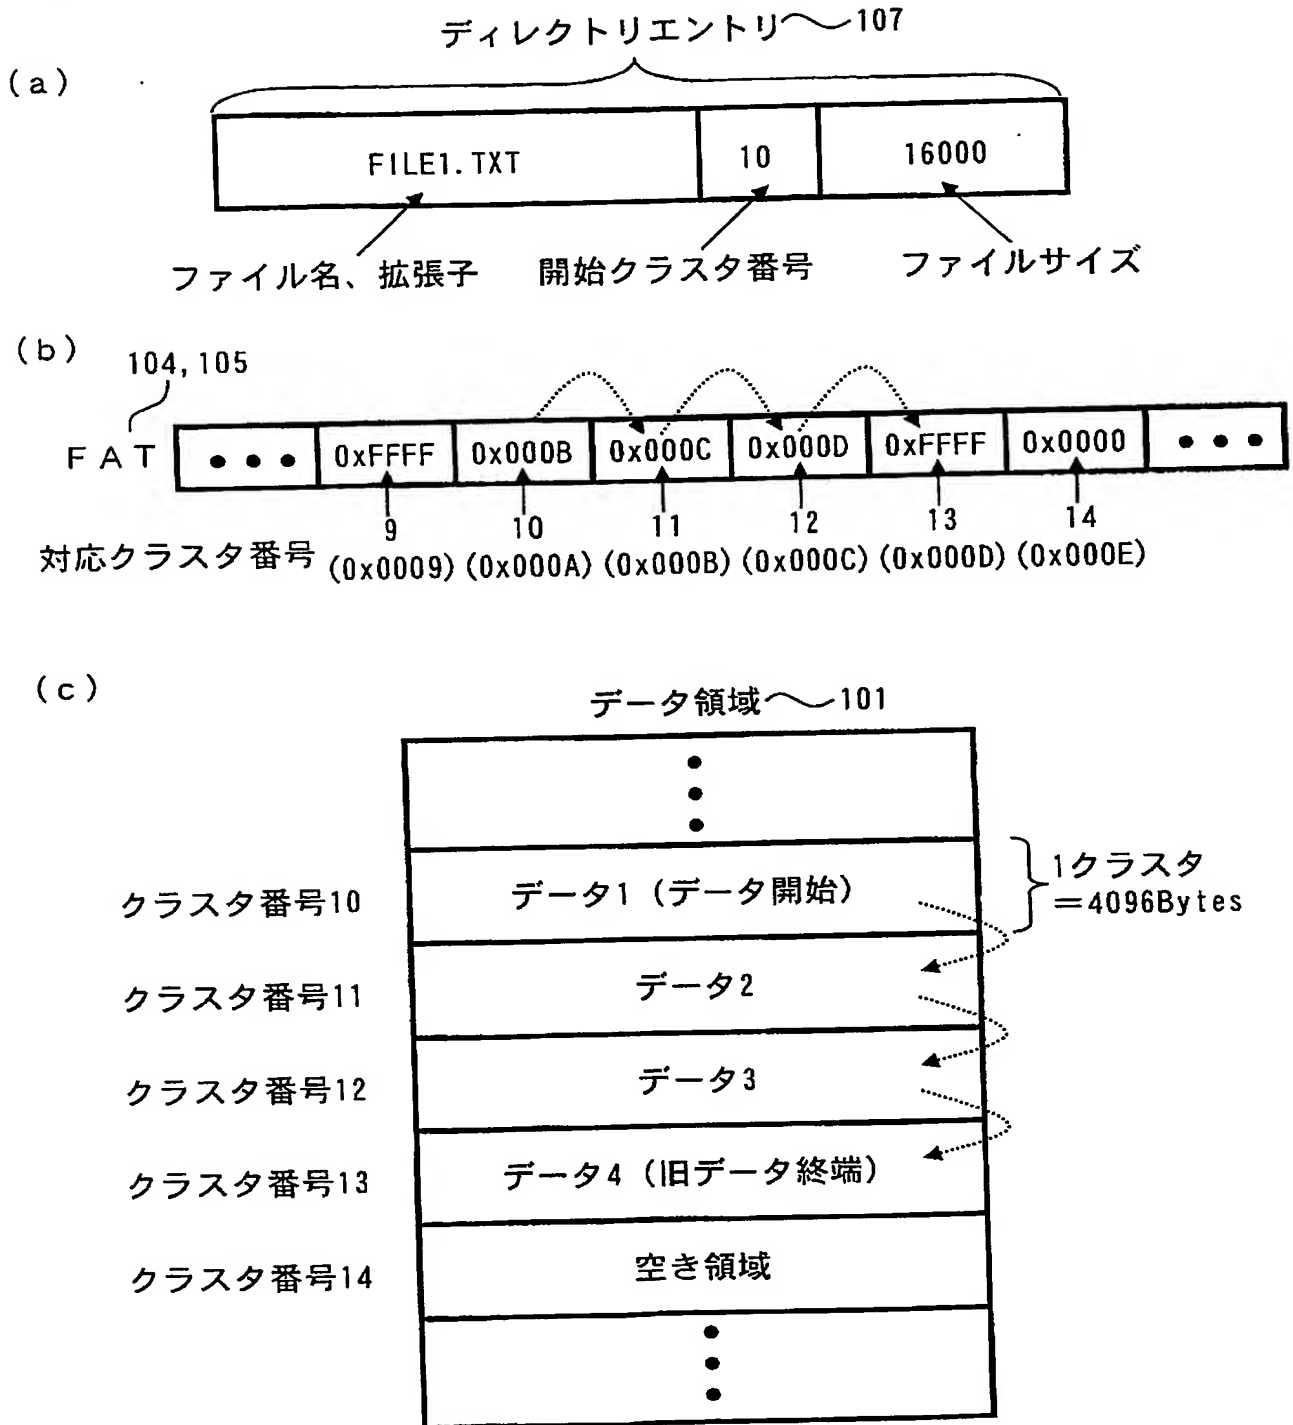 ディレクトリエントリ 107
(a)
FILE1.TXT 10 16000
ファイル名、拡張子 開始クラスタ番号 ファイルサイズ
(b)
104,105
FAT ••• 0xFFFF 0x000B 0x000C 0x000D 0xFFFF 0x0000 •••
9 10 11 12 13 14
対応クラスタ番号 (0x0009) (0x000A) (0x000B) (0x000C) (0x000D) (0x000E)
(c)
データ領域 101
クラスタ番号10 データ1(データ開始) 1クラスタ
=4096Bytes
クラスタ番号11 データ2
クラスタ番号12 データ3
クラスタ番号13 データ4(旧データ終端)
クラスタ番号14 空き領域